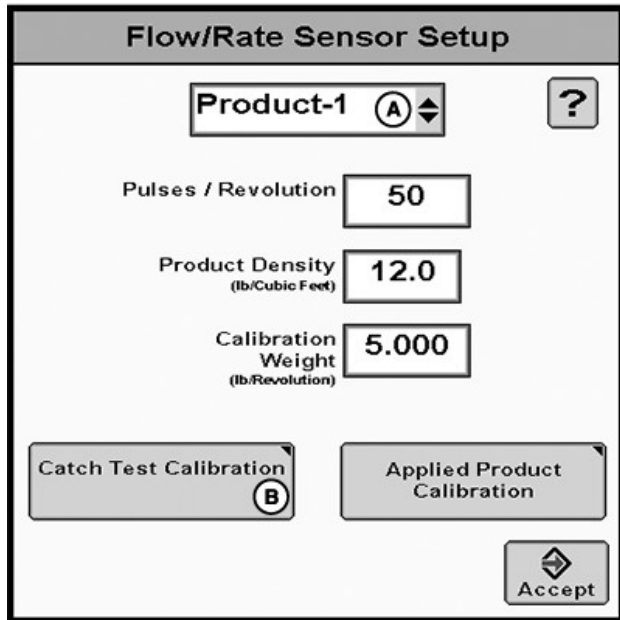 Flow/Rate Sensor Setup
Product-1 A
?
Pulses / Revolution 50
Product Density 12.0
(lb/Cubic Feet)
Calibration 5.000
Weight
(lb/Revolution)
Catch Test Calibration
B
Applied Product
Calibration
Accept